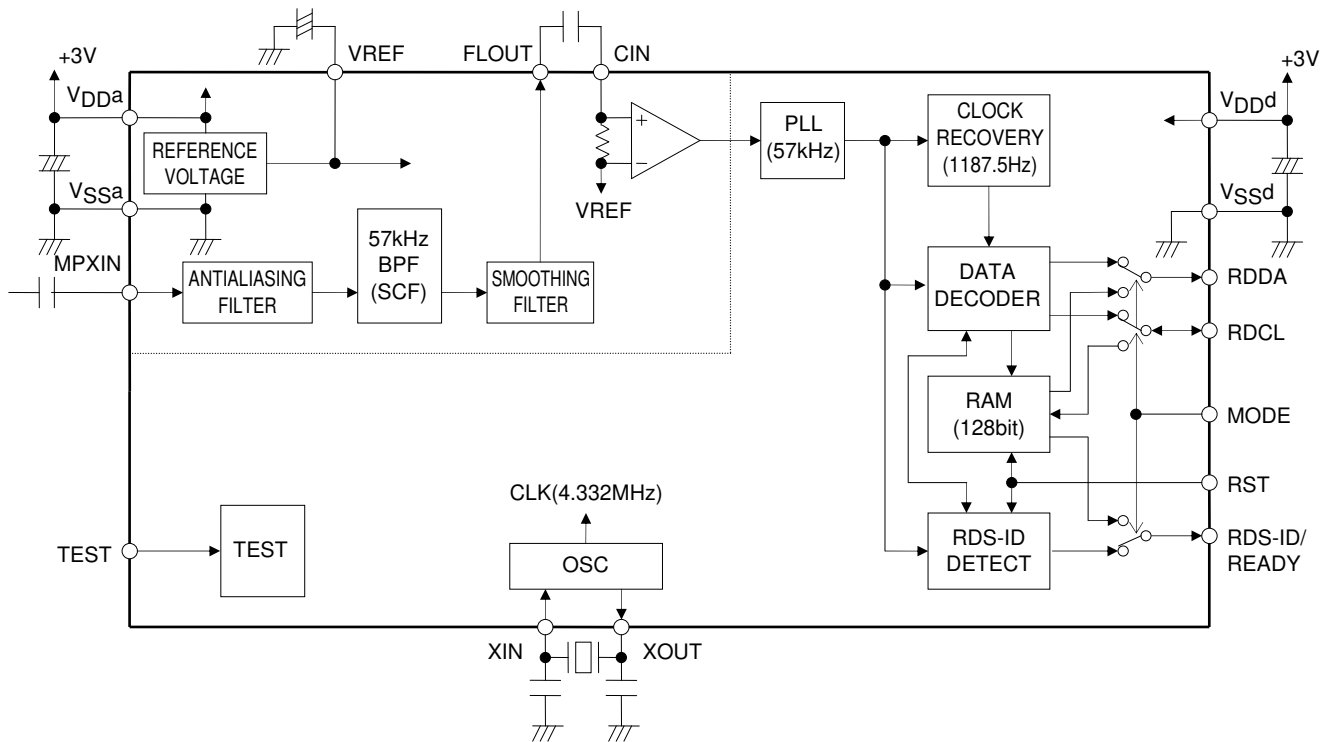 +3V
VREF
FLOUT
CIN
+3V
VDDa
REFERENCE
VOLTAGE
VSSa
+
−
VREF
PLL
(57kHz)
CLOCK
RECOVERY
(1187.5Hz)
VDDd
VSSd
MPXIN
ANTIALIASING
FILTER
57kHz
BPF
(SCF)
SMOOTHING
FILTER
DATA
DECODER
RDDA
RDCL
RAM
(128bit)
MODE
RST
CLK(4.332MHz)
TEST
TEST
OSC
RDS-ID
DETECT
RDS-ID/
READY
XIN
XOUT